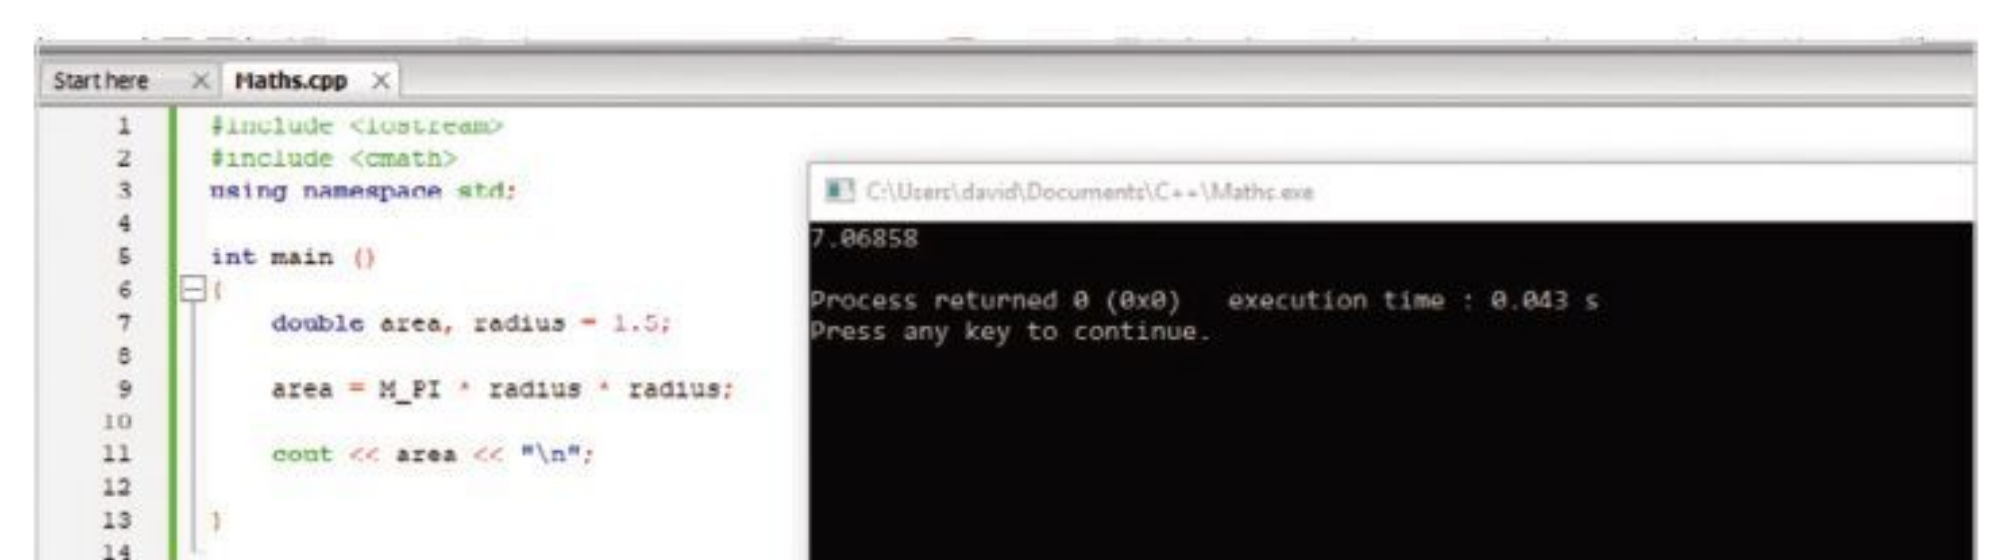 Start here
Maths.cpp
1 #include <iostream>
2 #include <cmath>
3 using namespace std;
4
5 int main ()
6 {
7 double area, radius = 1.5;
8
9 area = M_PI * radius * radius;
10
11 cout << area << "\n";
12
13 }
14
C:\Users\david\Documents\C++\Maths.exe
7.06858
Process returned 0 (0x0) execution time : 0.043 s
Press any key to continue.